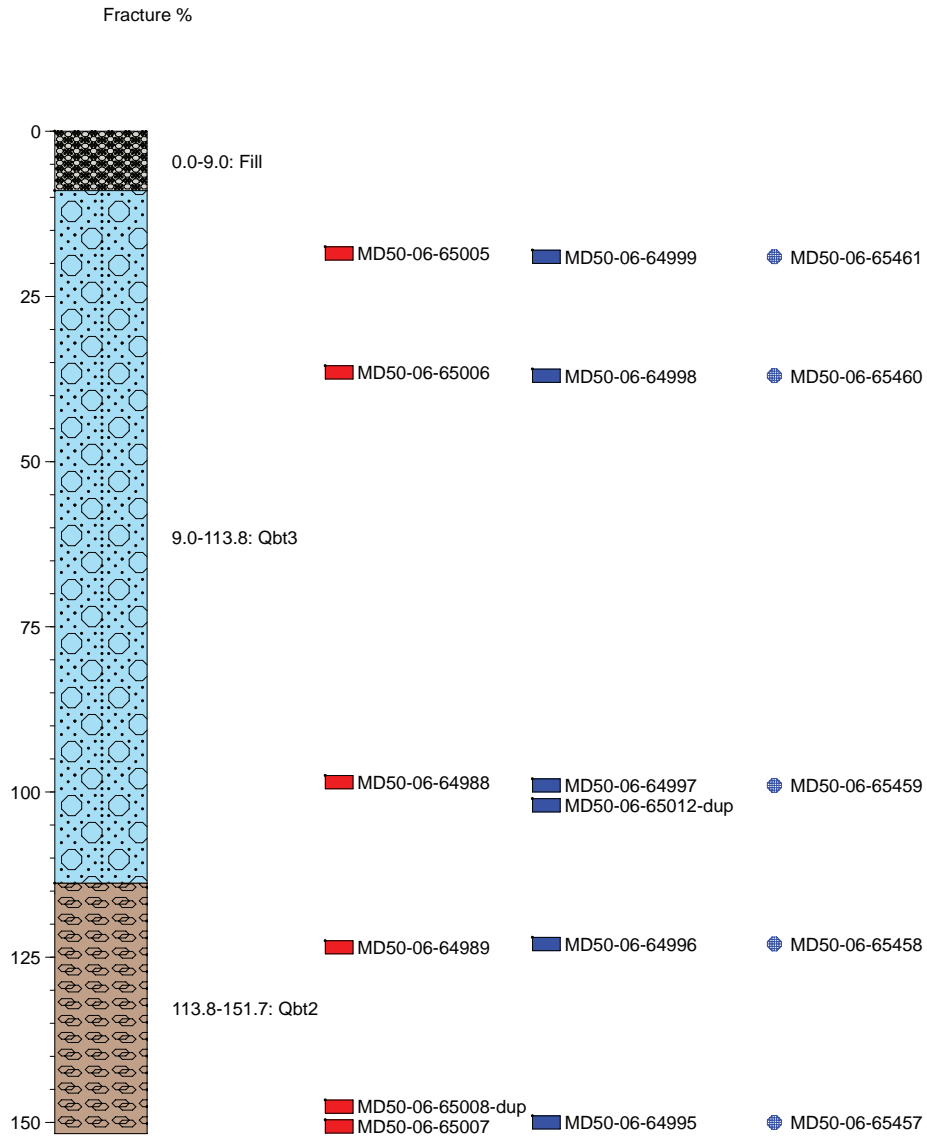 Fracture %
0
0.0-9.0: Fill
MD50-06-65005
MD50-06-64999
MD50-06-65461
25
MD50-06-65006
MD50-06-64998
MD50-06-65460
50
9.0-113.8: Qbt3
75
MD50-06-64988
MD50-06-64997
MD50-06-65459
100
MD50-06-65012-dup
MD50-06-64989
MD50-06-64996
MD50-06-65458
125
113.8-151.7: Qbt2
MD50-06-65008-dup
150
MD50-06-65007
MD50-06-64995
MD50-06-65457